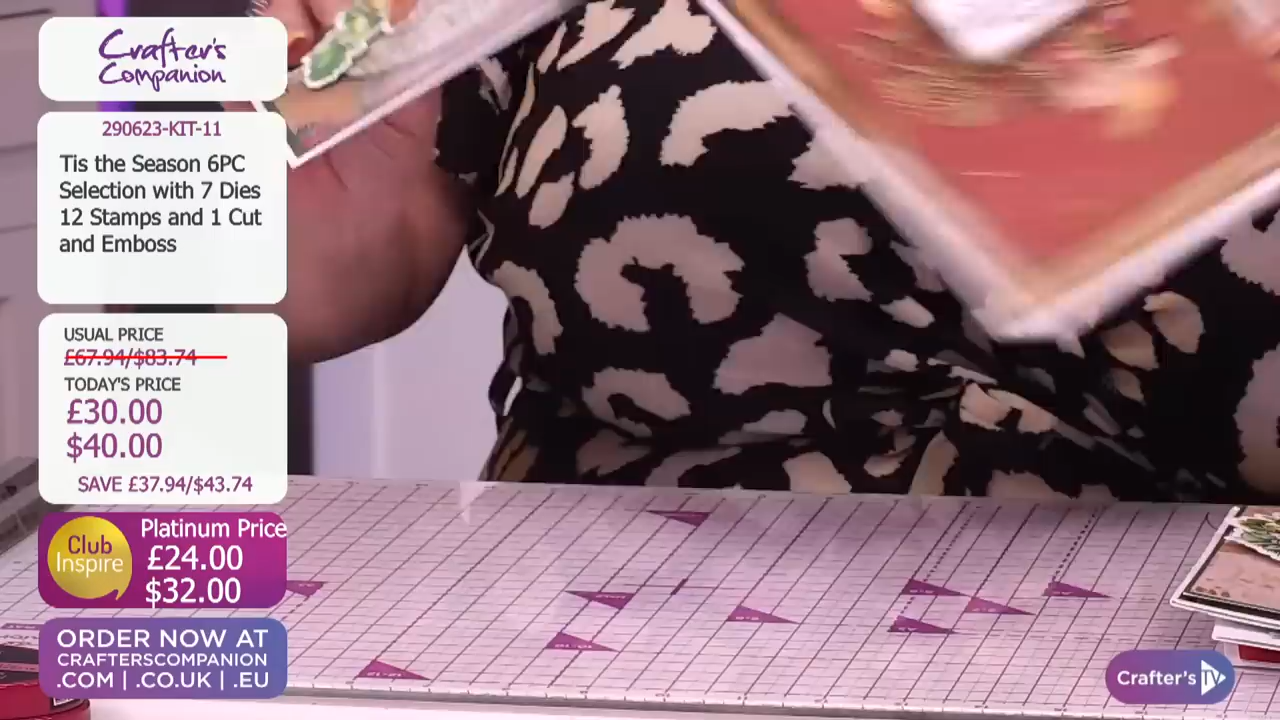 Crafter's
Companion
290623-KIT-11
Tis the Season 6PC
Selection with 7 Dies
12 Stamps and 1 Cut
and Emboss
USUAL PRICE
£67.94/$83.74
TODAY'S PRICE
£30.00
$40.00
SAVE £37.94/$43.74
Club
Inspire
Platinum Price
£24.00
$32.00
ORDER NOW AT
CRAFTERSCOMPANION
.COM | .CO.UK | .EU
Crafter's TV